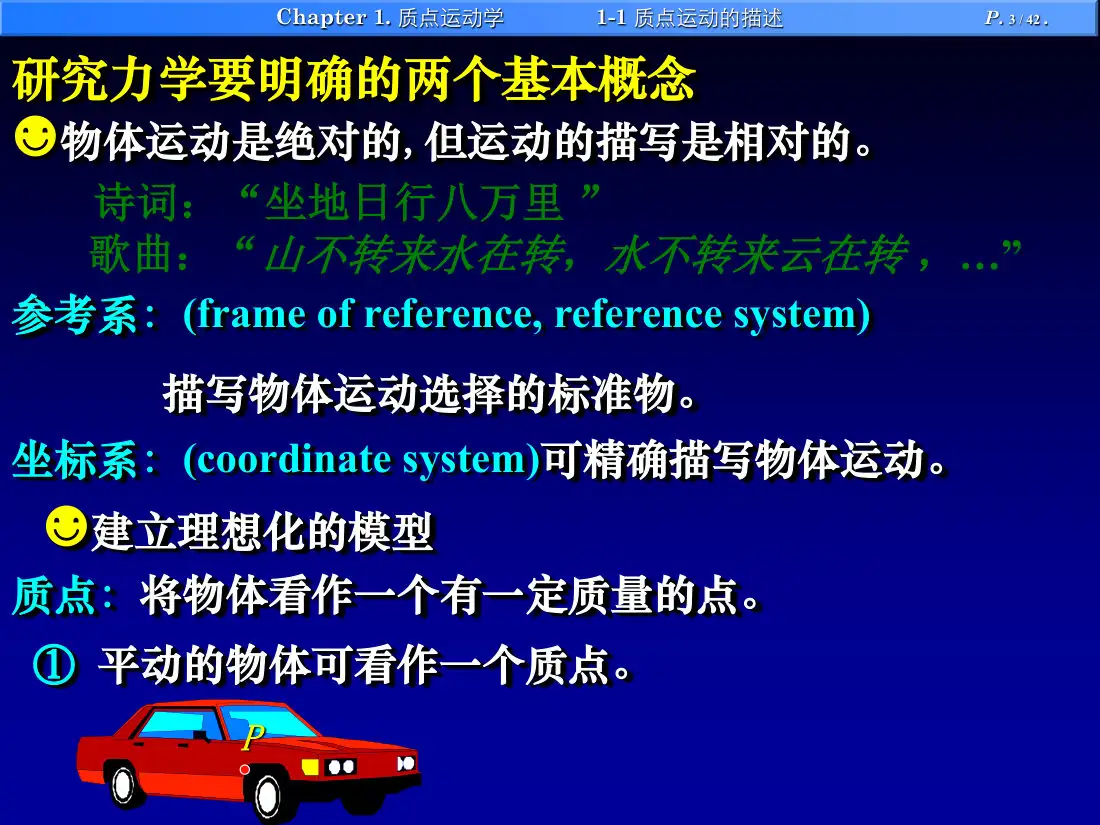 Chapter 1. 质点运动学 1-1 质点运动的描述 P. 3 / 42 .
研究力学要明确的两个基本概念
物体运动是绝对的, 但运动的描写是相对的。
诗词：“坐地日行八万里 ”
歌曲：“ 山不转来水在转，水不转来云在转 ，…”
参考系：(frame of reference, reference system)
描写物体运动选择的标准物。
坐标系：(coordinate system)可精确描写物体运动。
建立理想化的模型
质点：将物体看作一个有一定质量的点。
① 平动的物体可看作一个质点。
P